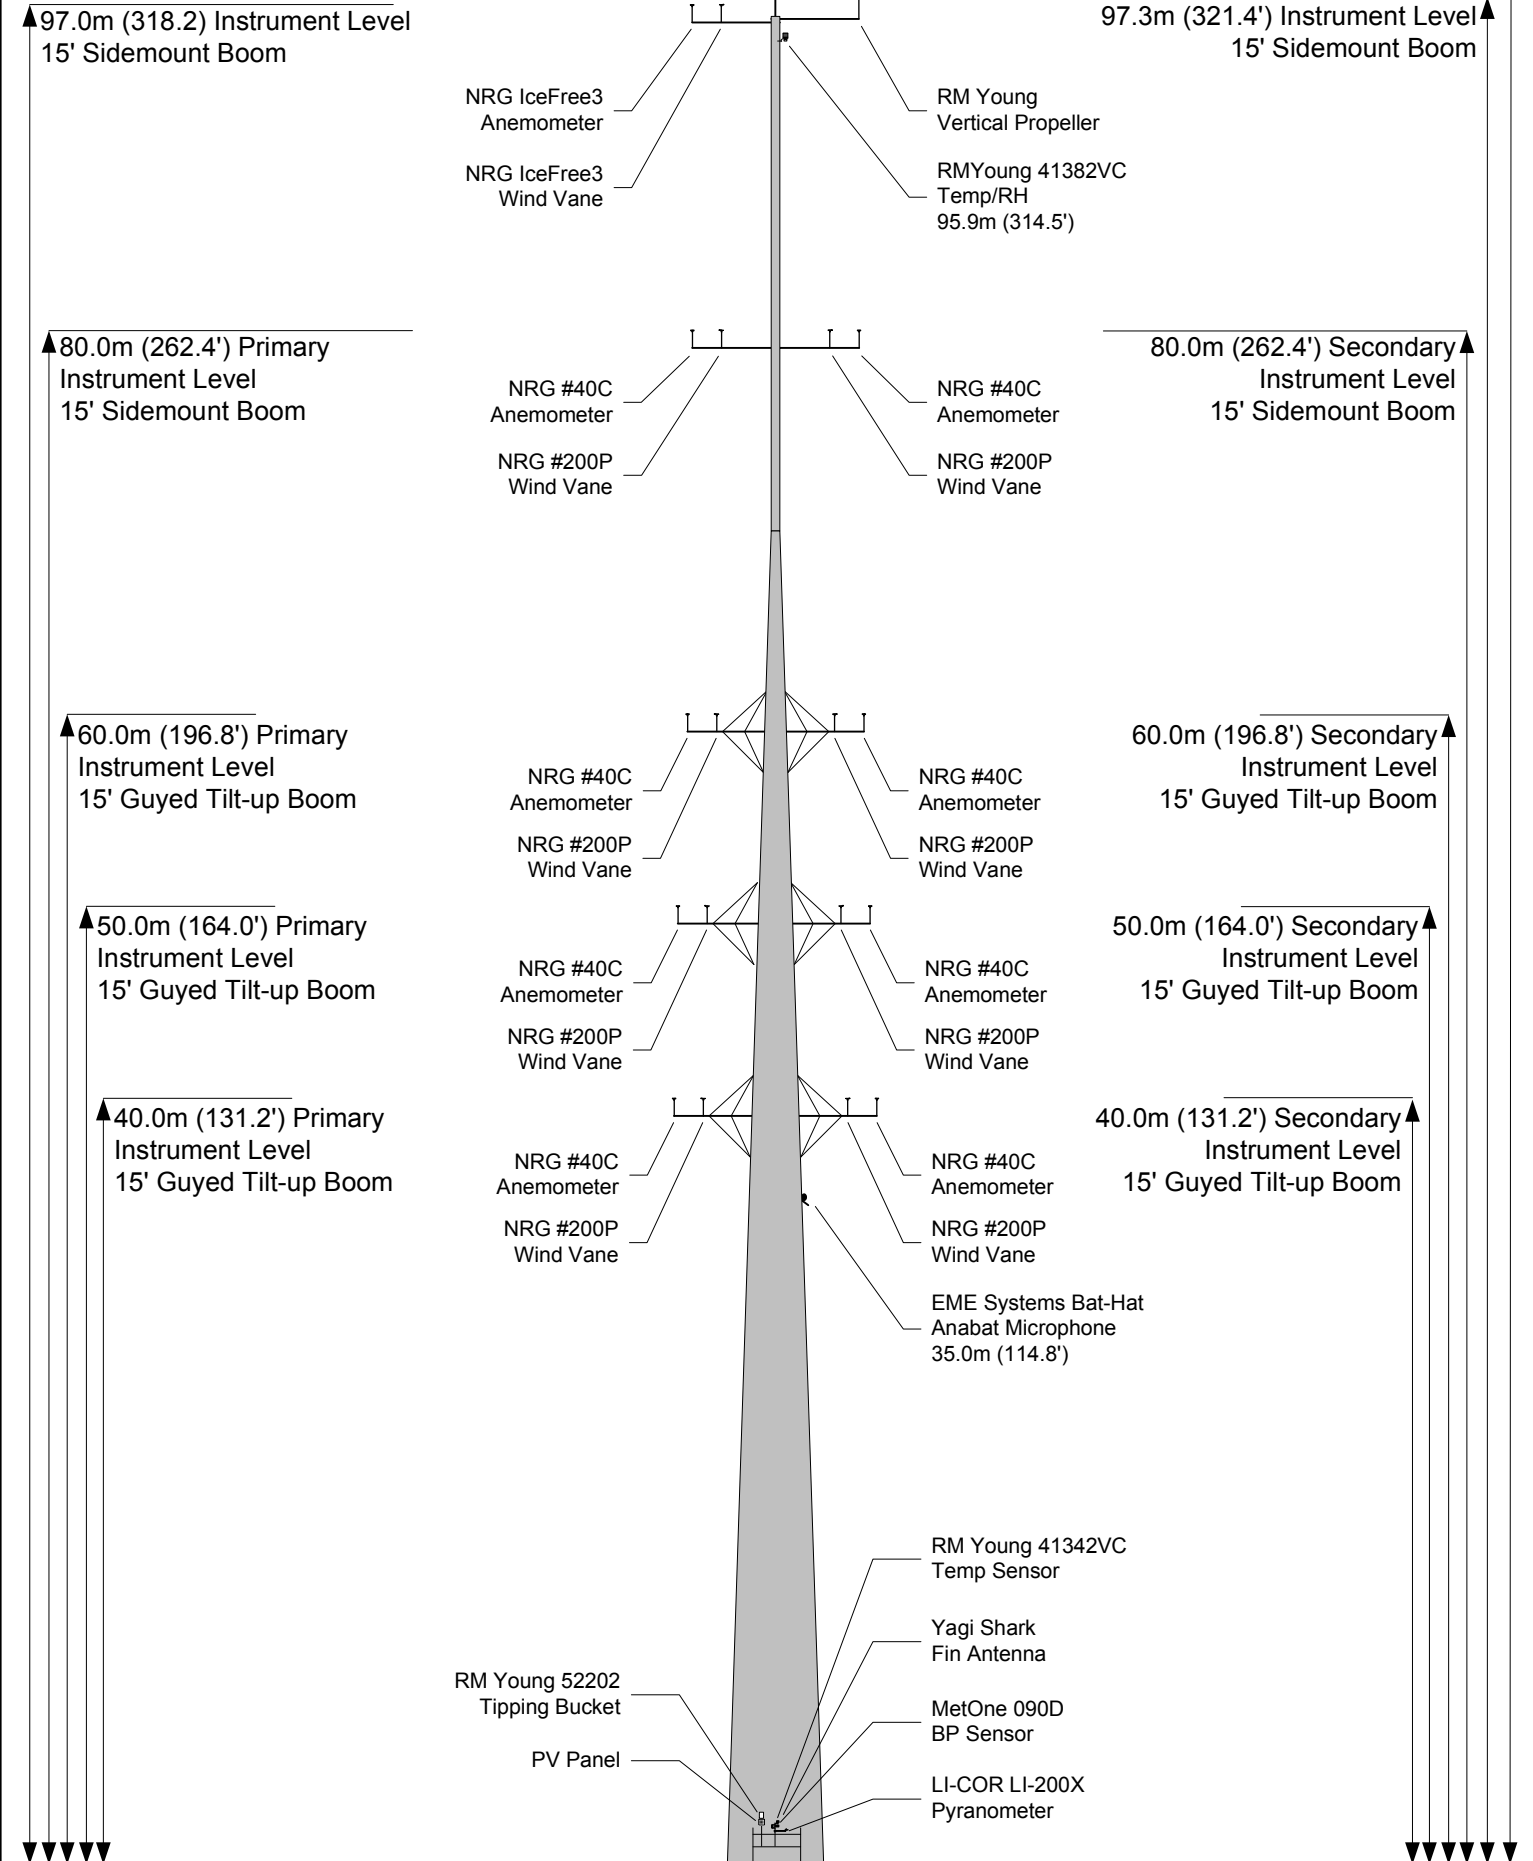 97.0m (318.2) Instrument Level
15' Sidemount Boom
97.3m (321.4') Instrument Level
15' Sidemount Boom
NRG IceFree3
Anemometer
NRG IceFree3
Wind Vane
RM Young
Vertical Propeller
RMYoung 41382VC
Temp/RH
95.9m (314.5')
80.0m (262.4') Primary
Instrument Level
15' Sidemount Boom
NRG #40C
Anemometer
NRG #200P
Wind Vane
NRG #40C
Anemometer
NRG #200P
Wind Vane
80.0m (262.4') Secondary
Instrument Level
15' Sidemount Boom
60.0m (196.8') Primary
Instrument Level
15' Guyed Tilt-up Boom
NRG #40C
Anemometer
NRG #200P
Wind Vane
NRG #40C
Anemometer
NRG #200P
Wind Vane
60.0m (196.8') Secondary
Instrument Level
15' Guyed Tilt-up Boom
50.0m (164.0') Primary
Instrument Level
15' Guyed Tilt-up Boom
NRG #40C
Anemometer
NRG #200P
Wind Vane
NRG #40C
Anemometer
NRG #200P
Wind Vane
50.0m (164.0') Secondary
Instrument Level
15' Guyed Tilt-up Boom
40.0m (131.2') Primary
Instrument Level
15' Guyed Tilt-up Boom
NRG #40C
Anemometer
NRG #200P
Wind Vane
NRG #40C
Anemometer
NRG #200P
Wind Vane
40.0m (131.2') Secondary
Instrument Level
15' Guyed Tilt-up Boom
EME Systems Bat-Hat
Anabat Microphone
35.0m (114.8')
RM Young 41342VC
Temp Sensor
Yagi Shark
Fin Antenna
RM Young 52202
Tipping Bucket
PV Panel
MetOne 090D
BP Sensor
LI-COR LI-200X
Pyranometer